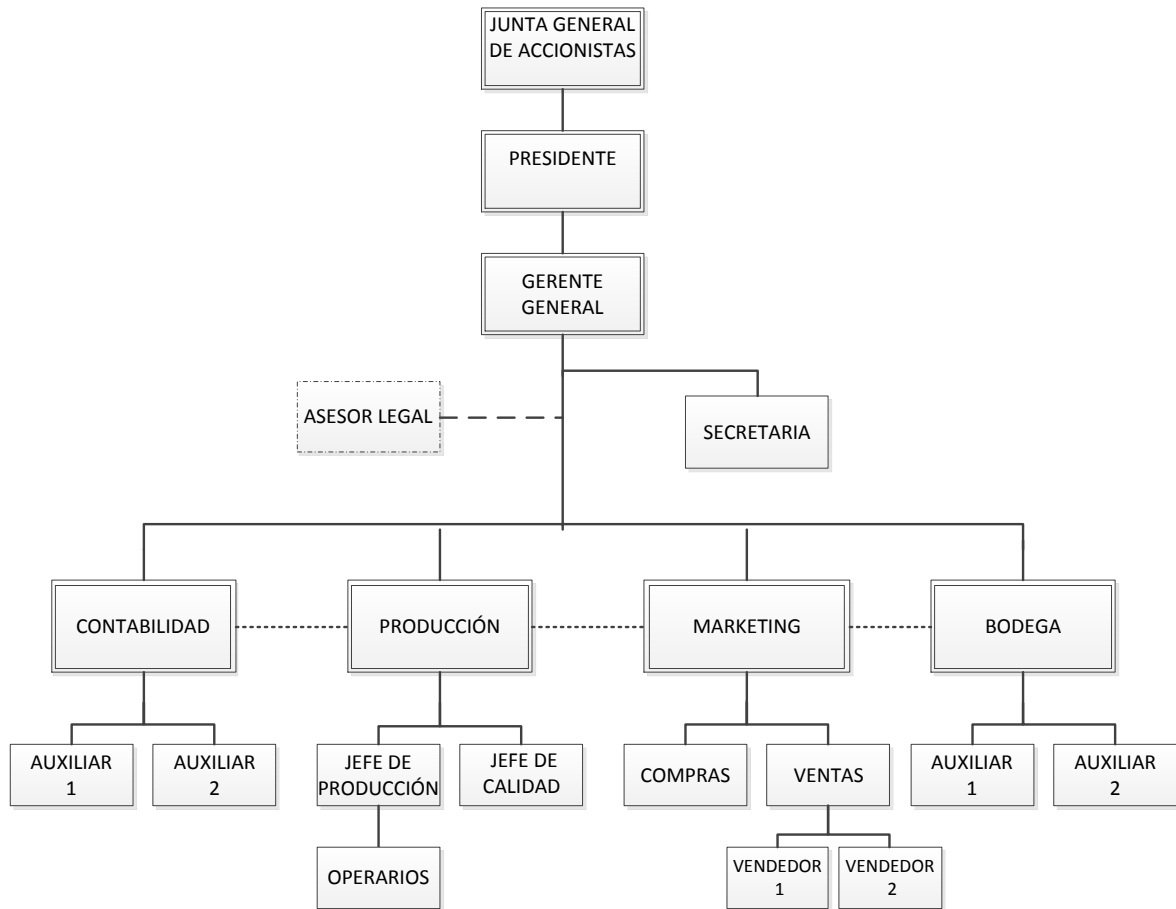 JUNTA GENERAL
DE ACCIONISTAS
PRESIDENTE
GERENTE
GENERAL
ASESOR LEGAL
SECRETARIA
CONTABILIDAD
PRODUCCIÓN
MARKETING
BODEGA
AUXILIAR
1
AUXILIAR
2
JEFE DE
PRODUCCIÓN
JEFE DE
CALIDAD
COMPRAS
VENTAS
AUXILIAR
1
AUXILIAR
2
OPERARIOS
VENDEDOR
1
VENDEDOR
2